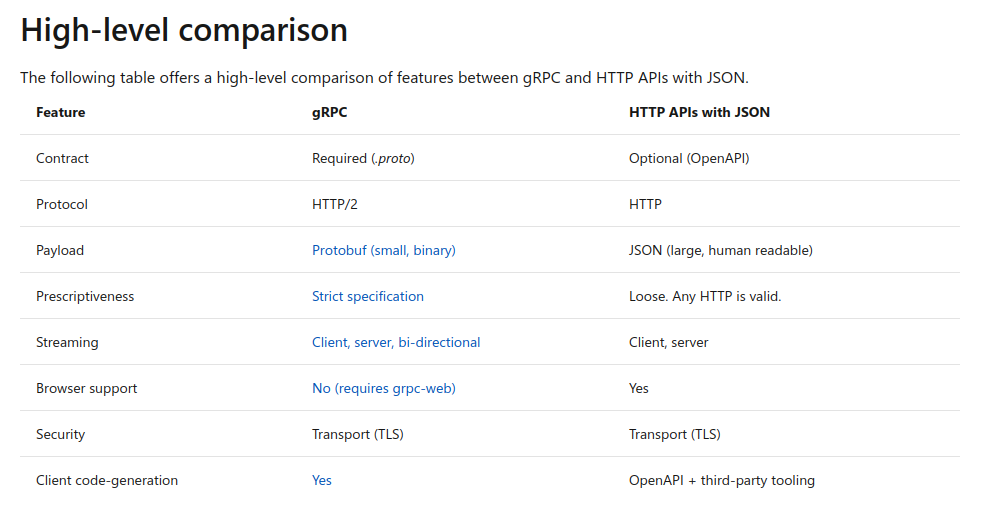 High-level comparison
The following table offers a high-level comparison of features between gRPC and HTTP APIs with JSON.
Feature gRPC HTTP APIs with JSON
Contract Required (.proto) Optional (OpenAPI)
Protocol HTTP/2 HTTP
Payload Protobuf (small, binary) JSON (large, human readable)
Prescriptiveness Strict specification Loose. Any HTTP is valid.
Streaming Client, server, bi-directional Client, server
Browser support No (requires grpc-web) Yes
Security Transport (TLS) Transport (TLS)
Client code-generation Yes OpenAPI + third-party tooling